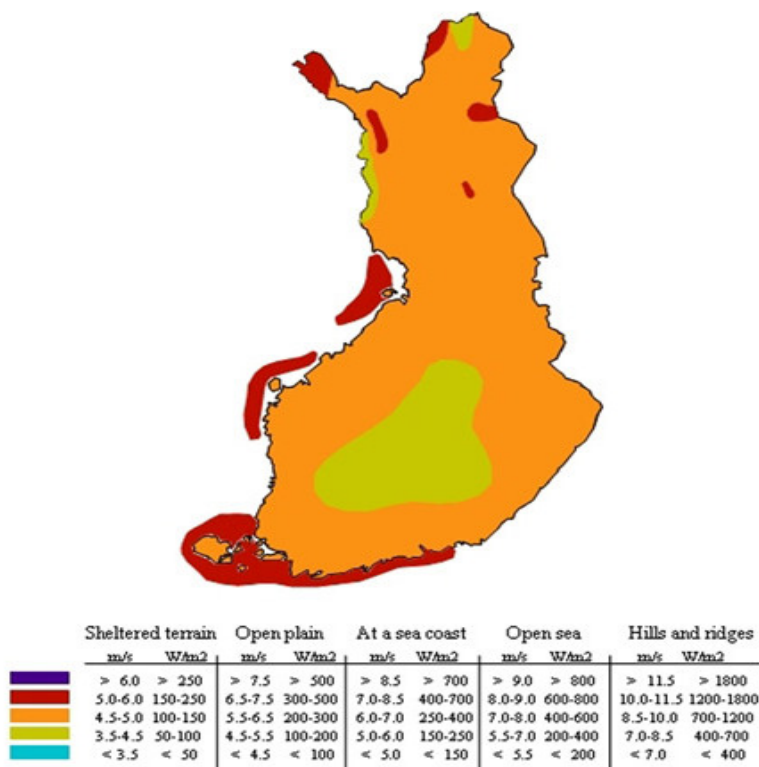 Sheltered terrain Open plain At a sea coast Open sea Hills and ridges
m/s W/m2 m/s W/m2 m/s W/m2 m/s W/m2 m/s W/m2
> 6.0 > 250 > 7.5 > 500 > 8.5 > 700 > 9.0 > 800 > 11.5 > 1800
5.0-6.0 150-250 6.5-7.5 300-500 7.0-8.5 400-700 8.0-9.0 600-800 10.0-11.5 1200-1800
4.5-5.0 100-150 5.5-6.5 200-300 6.0-7.0 250-400 7.0-8.0 400-600 8.5-10.0 700-1200
3.5-4.5 50-100 4.5-5.5 100-200 5.0-6.0 150-250 5.5-7.0 200-400 7.0-8.5 400-700
< 3.5 < 50 < 4.5 < 100 < 5.0 < 150 < 5.5 < 200 < 7.0 < 400